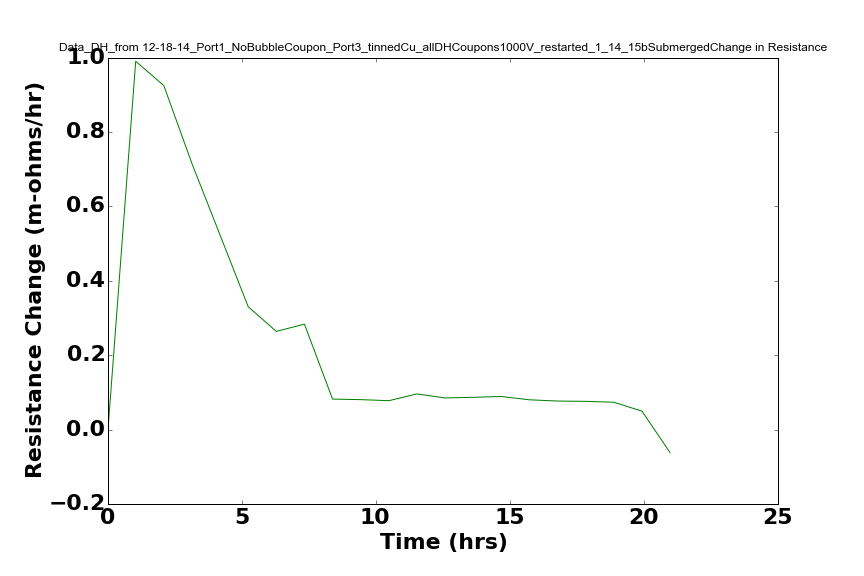 Data_DH_from 12-18-14_Port1_NoBubbleCoupon_Port3_tinnedCu_allDHCoupons1000V_restarted_1_14_15bSubmergedChange in Resistance
1.0
0.8
0.6
0.4
0.2
0.0
−0.2
Resistance Change (m-ohms/hr)
0 5 10 15 20 25
Time (hrs)